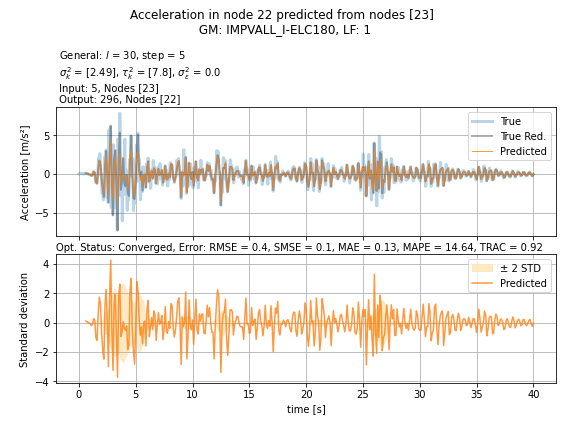 Acceleration in node 22 predicted from nodes [23]
GM: IMPVALL_I-ELC180, LF: 1
General: l = 30, step = 5
σ²ₖ = [2.49], τ²ₖ = [7.8], σ²ε = 0.0
Input: 5, Nodes [23]
Output: 296, Nodes [22]
Acceleration [m/s²]
5
0
−5
True
True Red.
Predicted
Opt. Status: Converged, Error: RMSE = 0.4, SMSE = 0.1, MAE = 0.13, MAPE = 14.64, TRAC = 0.92
Standard deviation
4
2
0
−2
−4
± 2 STD
Predicted
0 5 10 15 20 25 30 35 40
time [s]